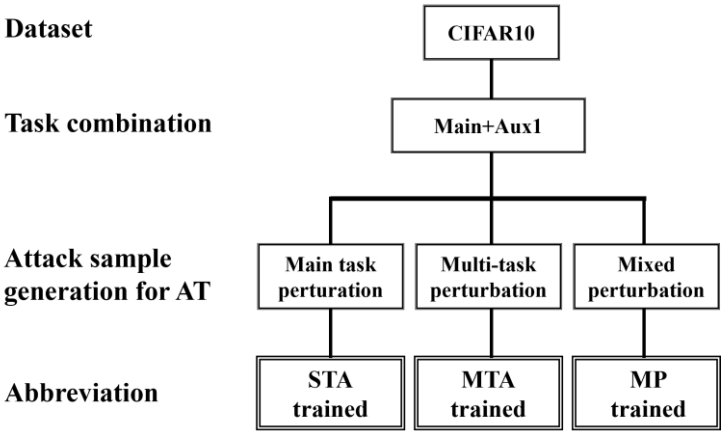 Dataset
CIFAR10
Task combination
Main+Aux1
Attack sample
generation for AT
Main task
perturation
Multi-task
perturbation
Mixed
perturbation
Abbreviation
STA
trained
MTA
trained
MP
trained